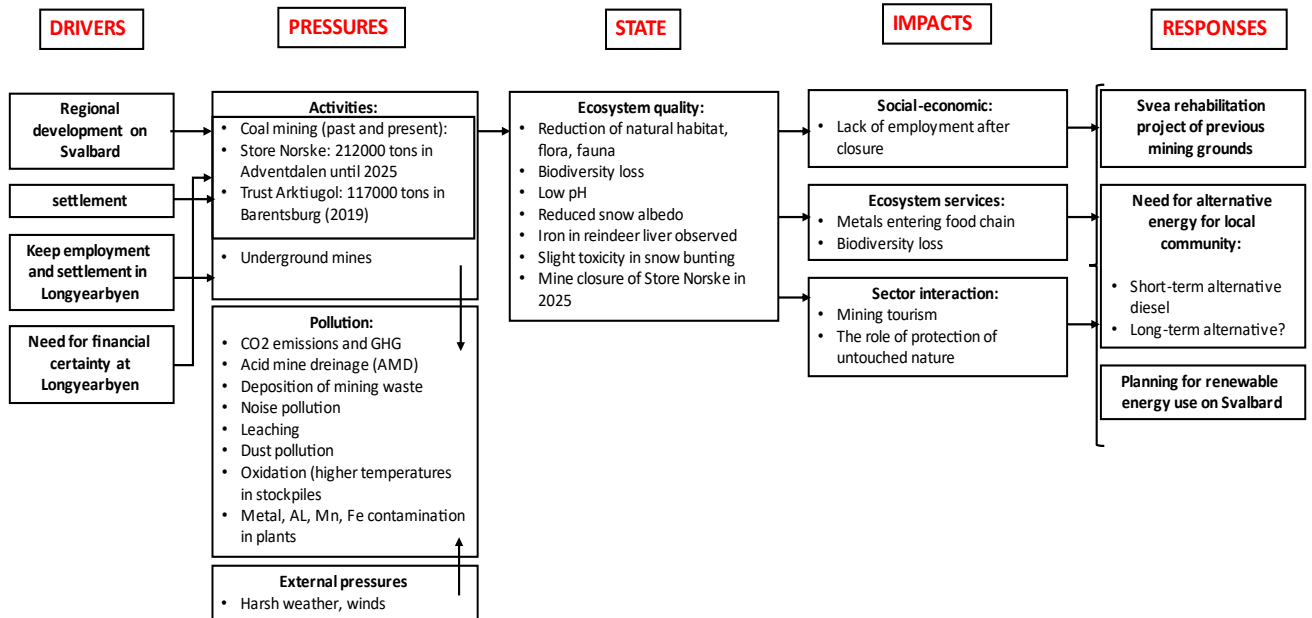 DRIVERS
PRESSURES
STATE
IMPACTS
RESPONSES
Regional
development on
Svalbard
settlement
Keep employment
and settlement in
Longyearbyen
Need for financial
certainty at
Longyearbyen
Activities:
• Coal mining (past and present):
• Store Norske: 212000 tons in
Adventdalen until 2025
• Trust Arktiugol: 117000 tons in
Barentsburg (2019)
• Underground mines
Pollution:
• CO2 emissions and GHG
• Acid mine drainage (AMD)
• Deposition of mining waste
• Noise pollution
• Leaching
• Dust pollution
• Oxidation (higher temperatures
in stockpiles
• Metal, AL, Mn, Fe contamination
in plants
External pressures
• Harsh weather, winds
Ecosystem quality:
• Reduction of natural habitat,
flora, fauna
• Biodiversity loss
• Low pH
• Reduced snow albedo
• Iron in reindeer liver observed
• Slight toxicity in snow bunting
• Mine closure of Store Norske in
2025
Social-economic:
• Lack of employment after
closure
Ecosystem services:
• Metals entering food chain
• Biodiversity loss
Sector interaction:
• Mining tourism
• The role of protection of
untouched nature
Svea rehabilitation
project of previous
mining grounds
Need for alternative
energy for local
community:
• Short-term alternative
diesel
• Long-term alternative?
Planning for renewable
energy use on Svalbard